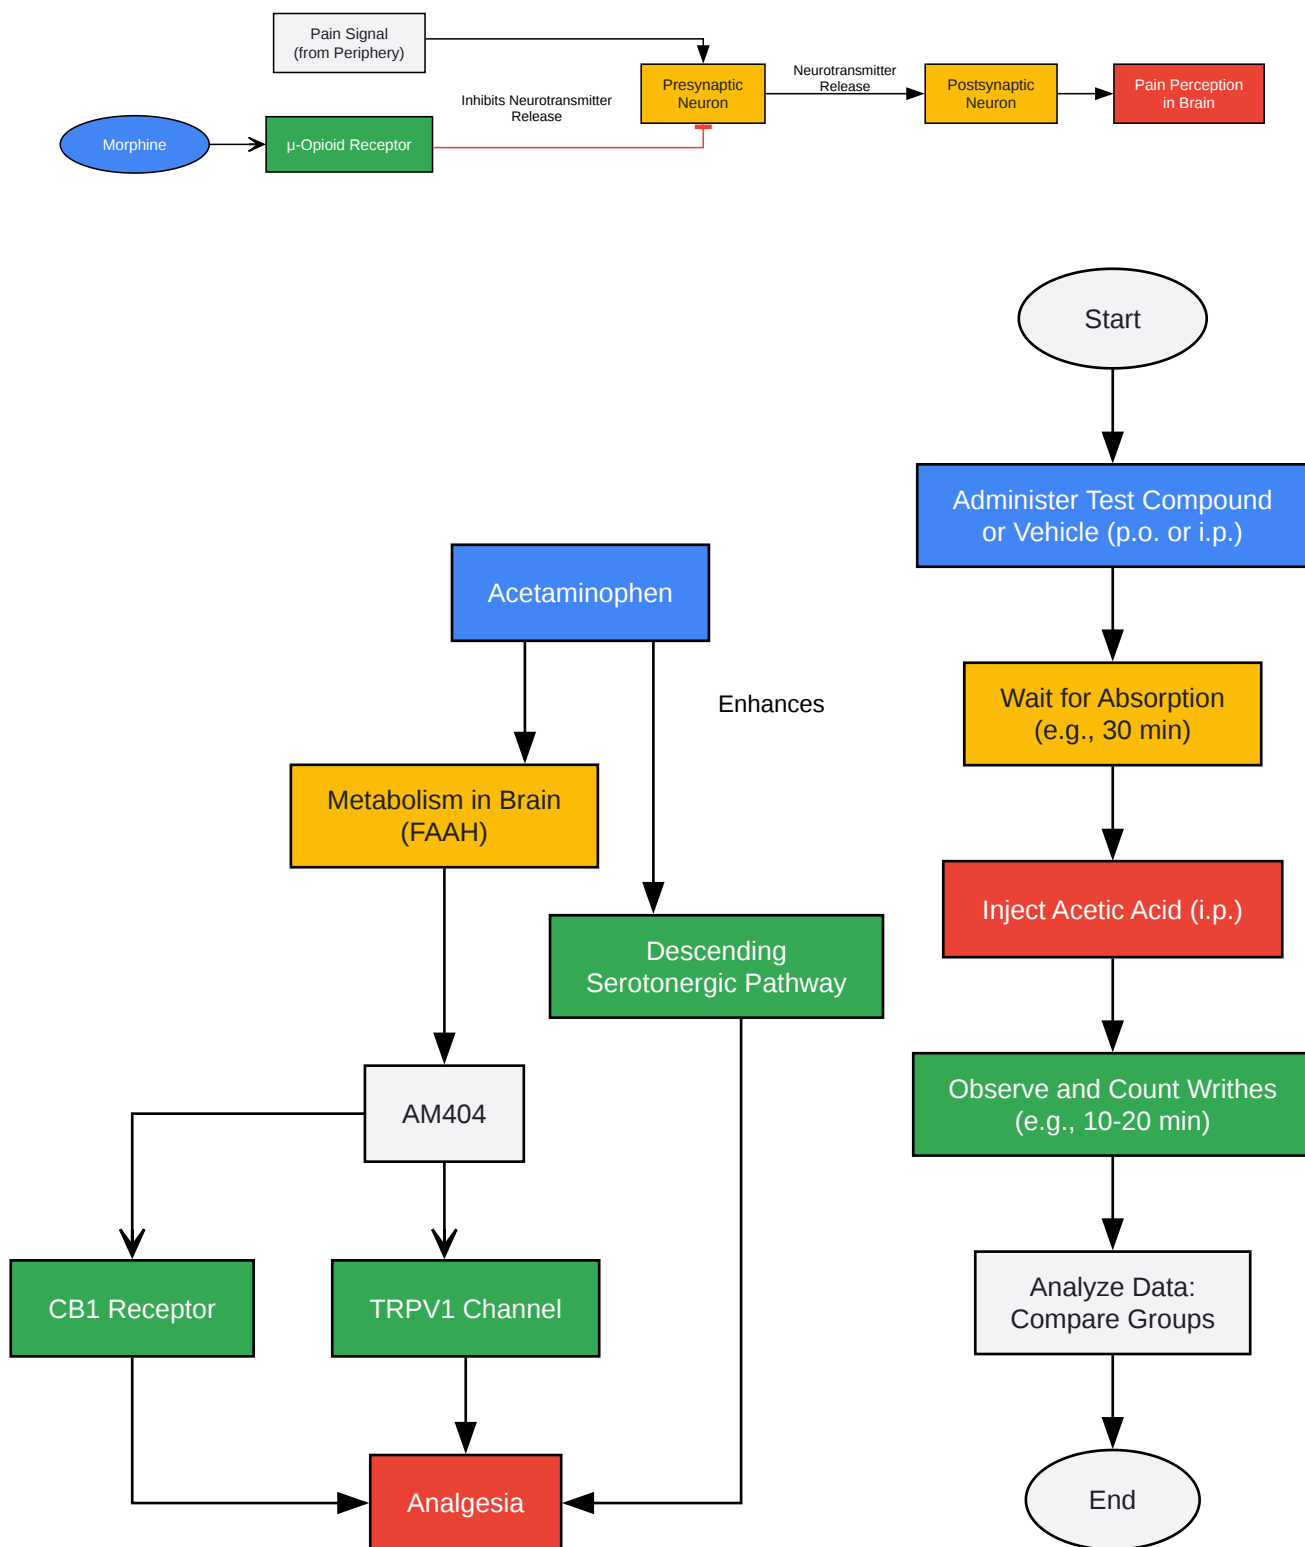 Pain Signal
(from Periphery)
Morphine
μ-Opioid Receptor
Inhibits Neurotransmitter
Release
Presaynaptic
Neuron
Neurotransmitter
Release
Postsynaptic
Neuron
Pain Perception
in Brain
Acetaminophen
Enhances
Metabolism in Brain
(FAAH)
Descending
Serotonergic Pathway
AM404
CB1 Receptor
TRPV1 Channel
Analgesia
Start
Administer Test Compound
or Vehicle (p.o. or i.p.)
Wait for Absorption
(e.g., 30 min)
Inject Acetic Acid (i.p.)
Observe and Count Writhes
(e.g., 10-20 min)
Analyze Data:
Compare Groups
End